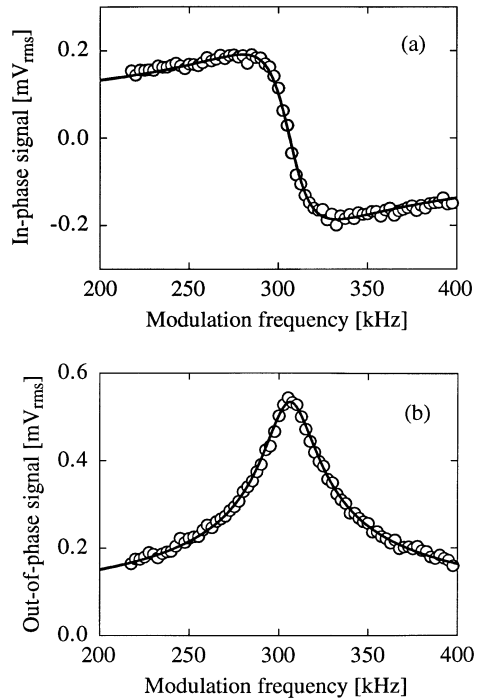 (a)
In-phase signal [mVrms]
0.2
0.0
-0.2
200 250 300 350 400
Modulation frequency [kHz]
(b)
Out-of-phase signal [mVrms]
0.6
0.4
0.2
0.0
200 250 300 350 400
Modulation frequency [kHz]